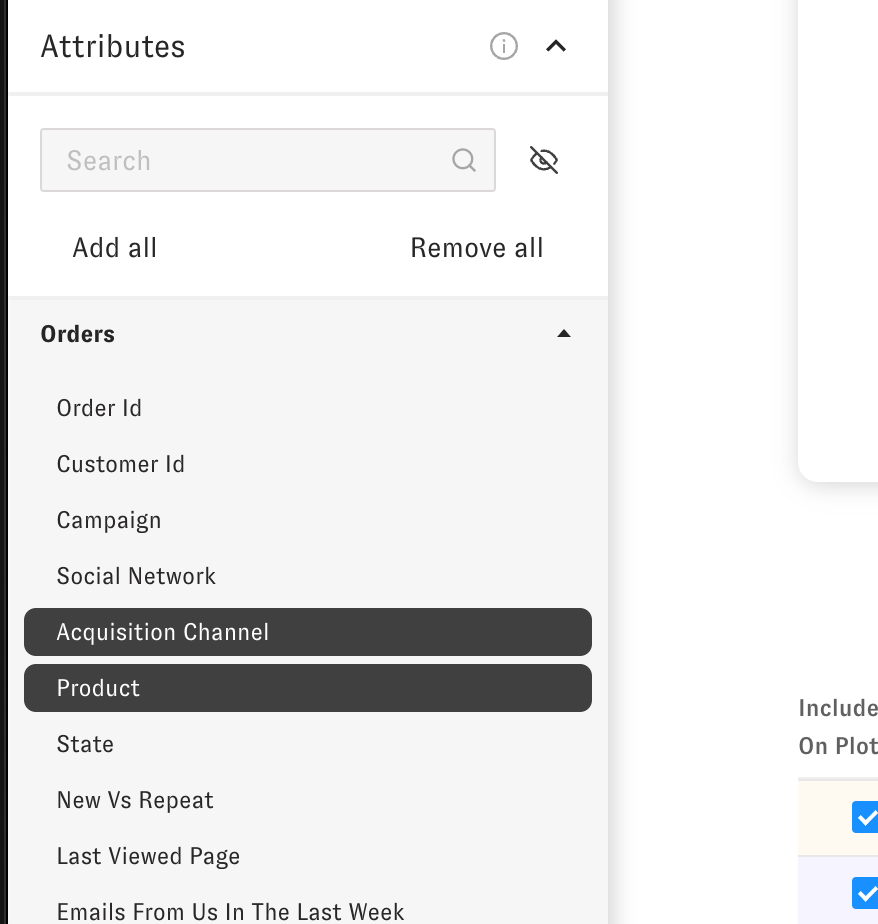 Attributes
Search
Add all Remove all
Orders
Order Id
Customer Id
Campaign
Social Network
Acquisition Channel
Product
State
New Vs Repeat
Last Viewed Page
Emails From Us In The Last Week
Include
On Plot